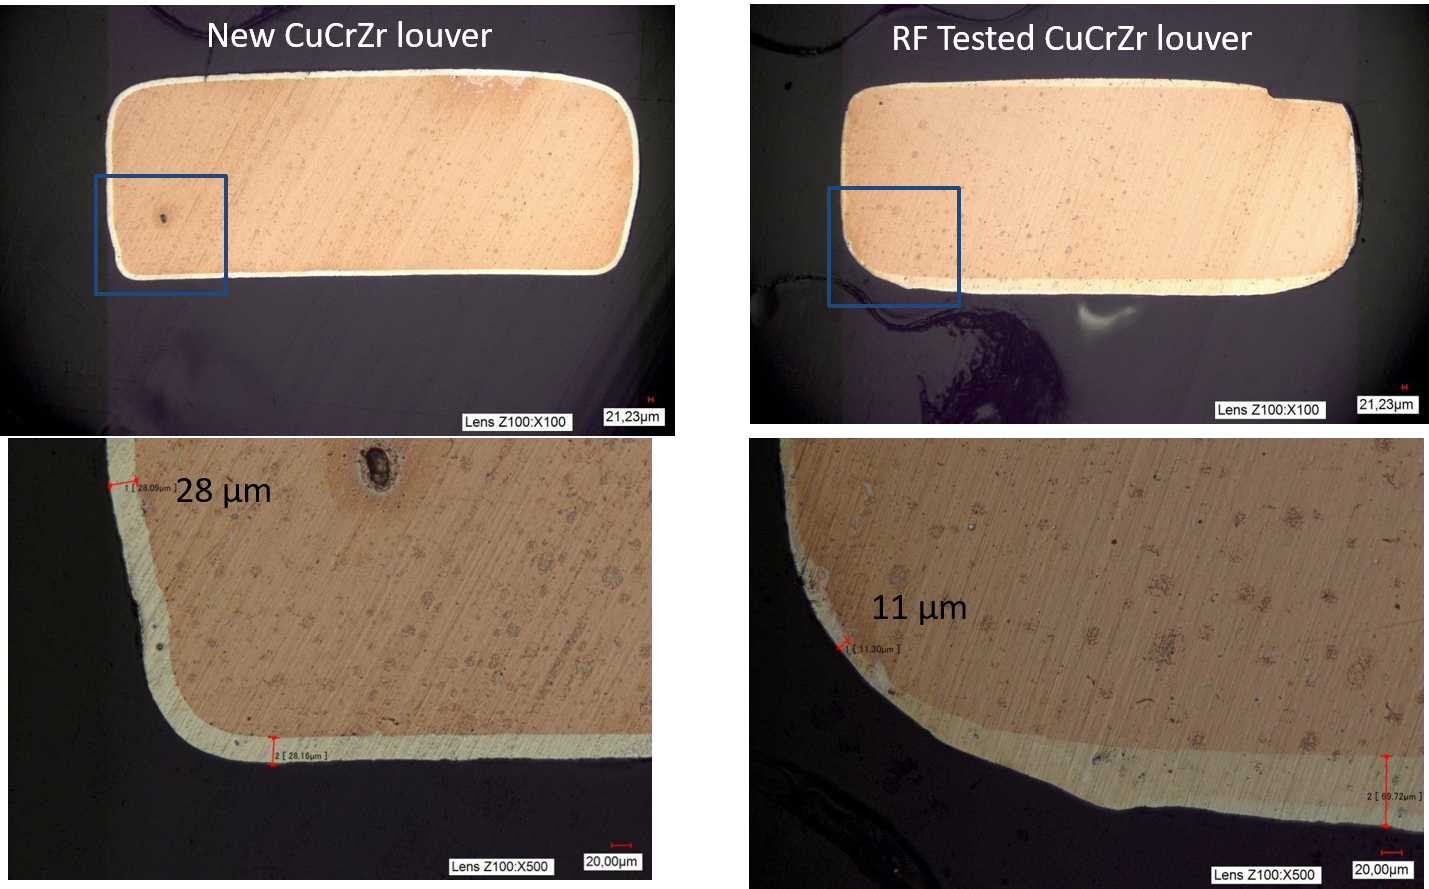 New CuCrZr louver
RF Tested CuCrZr louver
21,23µm
Lens Z100:X100
21,23µm
Lens Z100:X100
28 µm
1 [ 28,09µm ]
2 [ 28,16µm ]
20,00µm
Lens Z100:X500
11 µm
1 [ 11,30µm ]
2 [ 69,72µm ]
20,00µm
Lens Z100:X500